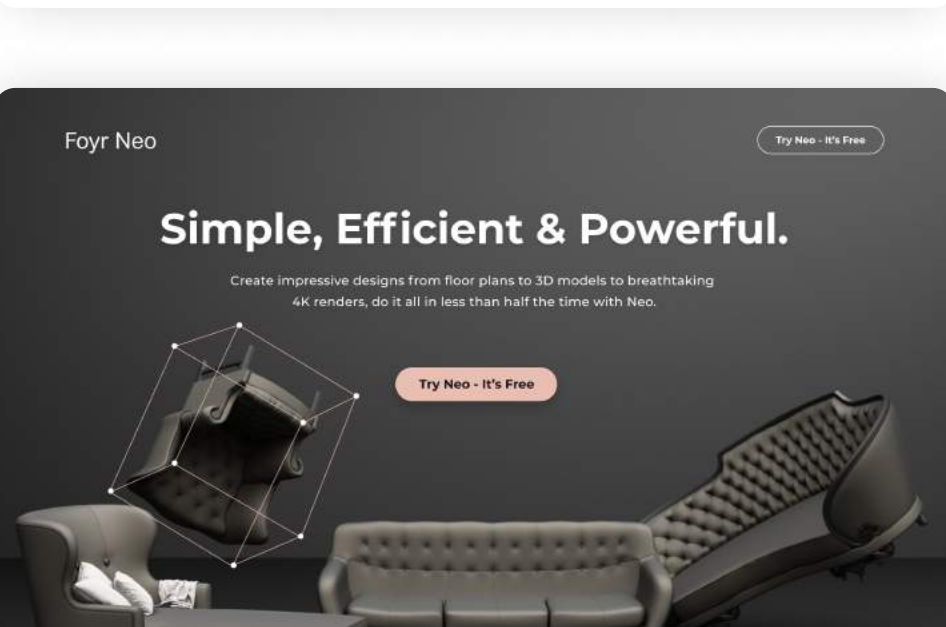 Foyr Neo
Try Neo - It's Free
Simple, Efficient & Powerful.
Create impressive designs from floor plans to 3D models to breathtaking
4K renders, do it all in less than half the time with Neo.
Try Neo - It's Free